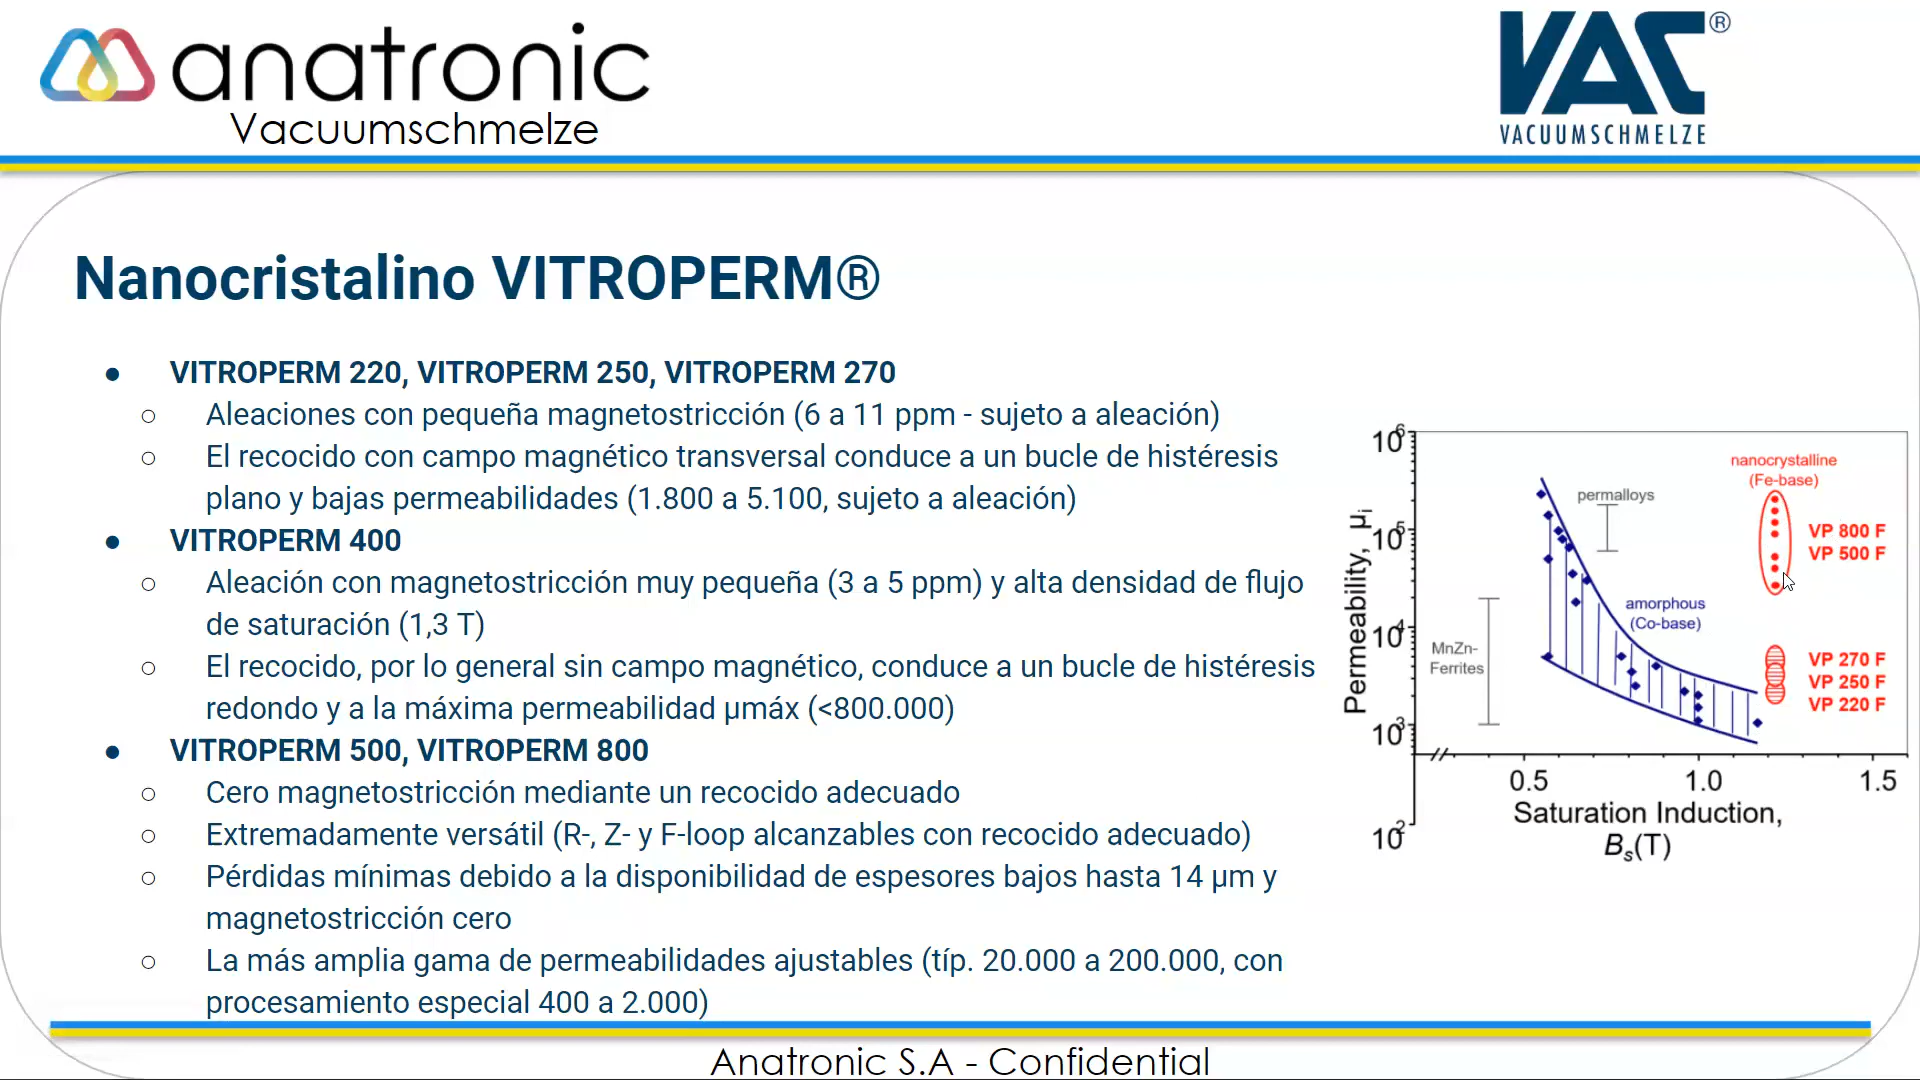 anatronic
Vacuumschmelze
VAC®
VACUUMSCHMELZE
Nanocristalino VITROPERM®
● VITROPERM 220, VITROPERM 250, VITROPERM 270
○ Aleaciones con pequeña magnetostricción (6 a 11 ppm - sujeto a aleación)
○ El recocido con campo magnético transversal conduce a un bucle de histéresis
plano y bajas permeabilidades (1.800 a 5.100, sujeto a aleación)
● VITROPERM 400
○ Aleación con magnetostricción muy pequeña (3 a 5 ppm) y alta densidad de flujo
de saturación (1,3 T)
○ El recocido, por lo general sin campo magnético, conduce a un bucle de histéresis
redondo y a la máxima permeabilidad μmáx (<800.000)
● VITROPERM 500, VITROPERM 800
○ Cero magnetostricción mediante un recocido adecuado
○ Extremadamente versátil (R-, Z- y F-loop alcanzables con recocido adecuado)
○ Pérdidas mínimas debido a la disponibilidad de espesores bajos hasta 14 μm y
magnetostricción cero
○ La más amplia gama de permeabilidades ajustables (típ. 20.000 a 200.000, con
procesamiento especial 400 a 2.000)
Permeability, μi
10⁶
10⁵
10⁴
10³
10²
permalloys
nanocrystalline
(Fe-base)
VP 800 F
VP 500 F
amorphous
(Co-base)
MnZn-
Ferrites
VP 270 F
VP 250 F
VP 220 F
0.5 1.0 1.5
Saturation Induction,
Bs(T)
Anatronic S.A - Confidential